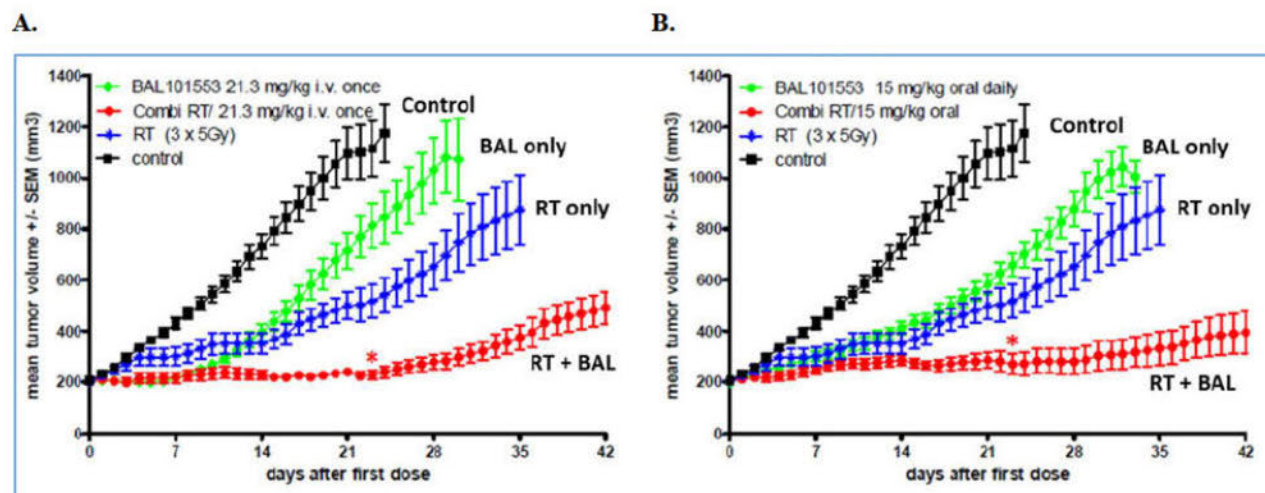 A.
B.
1400
1200
1000
800
600
400
200
0
mean tumor volume +/- SEM (mm3)
BAL101553 21.3 mg/kg i.v. once
Combi RT/ 21.3 mg/kg i.v. once
RT (3 x 5Gy)
control
Control
BAL only
RT only
*
RT + BAL
0 7 14 21 28 35 42
days after first dose
1400
1200
1000
800
600
400
200
0
mean tumor volume +/- SEM (mm3)
BAL101553 15 mg/kg oral daily
Combi RT/15 mg/kg oral
RT (3 x 5Gy)
control
Control
BAL only
RT only
*
RT + BAL
0 7 14 21 28 35 42
days after first dose